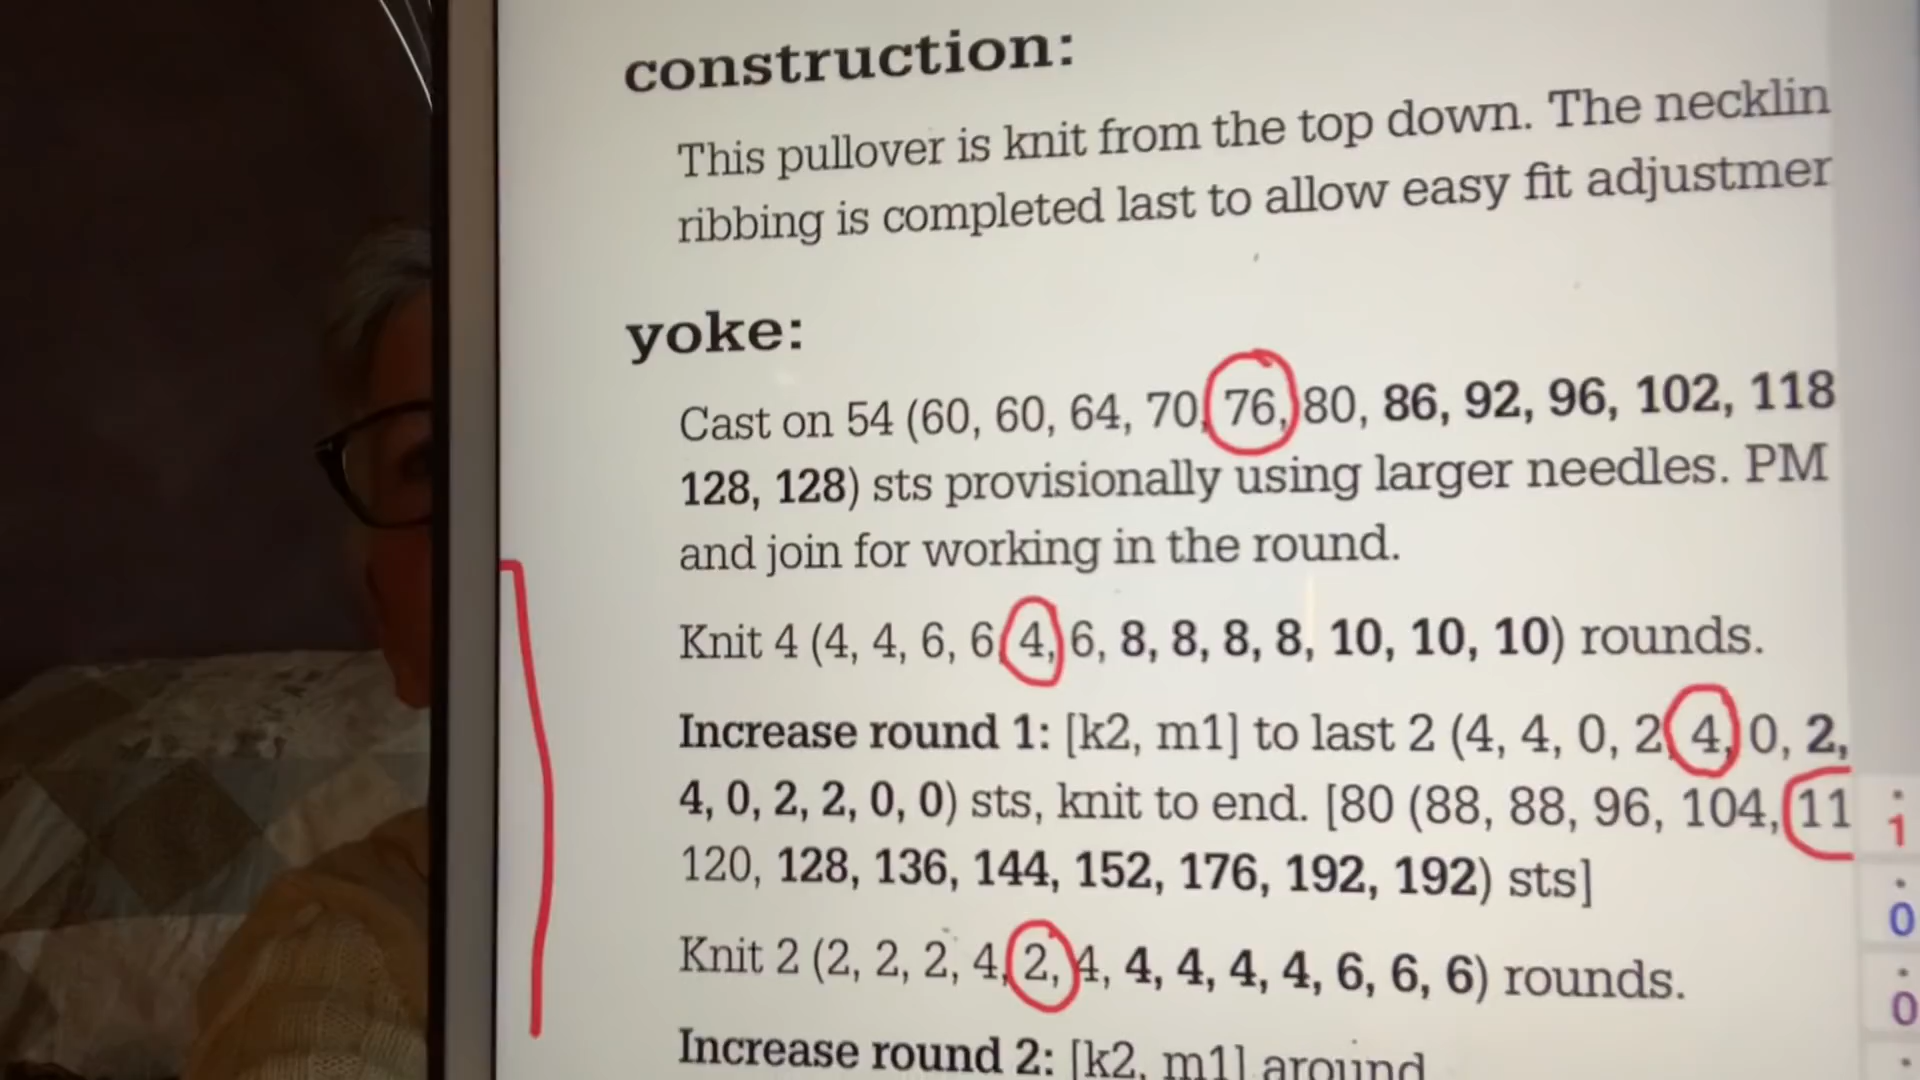 construction:
This pullover is knit from the top down. The necklin
ribbing is completed last to allow easy fit adjustmer
yoke:
Cast on 54 (60, 60, 64, 70, 76, 80, 86, 92, 96, 102, 118
128, 128) sts provisionally using larger needles. PM
and join for working in the round.
Knit 4 (4, 4, 6, 6, 4, 6, 8, 8, 8, 8, 10, 10, 10) rounds.
Increase round 1: [k2, m1] to last 2 (4, 4, 0, 2, 4, 0, 2,
4, 0, 2, 2, 0, 0) sts, knit to end. [80 (88, 88, 96, 104, 11
120, 128, 136, 144, 152, 176, 192, 192) sts]
Knit 2 (2, 2, 2, 4, 2, 4, 4, 4, 4, 4, 6, 6, 6) rounds.
Increase round 2: [k2, m1] around
1
0
0